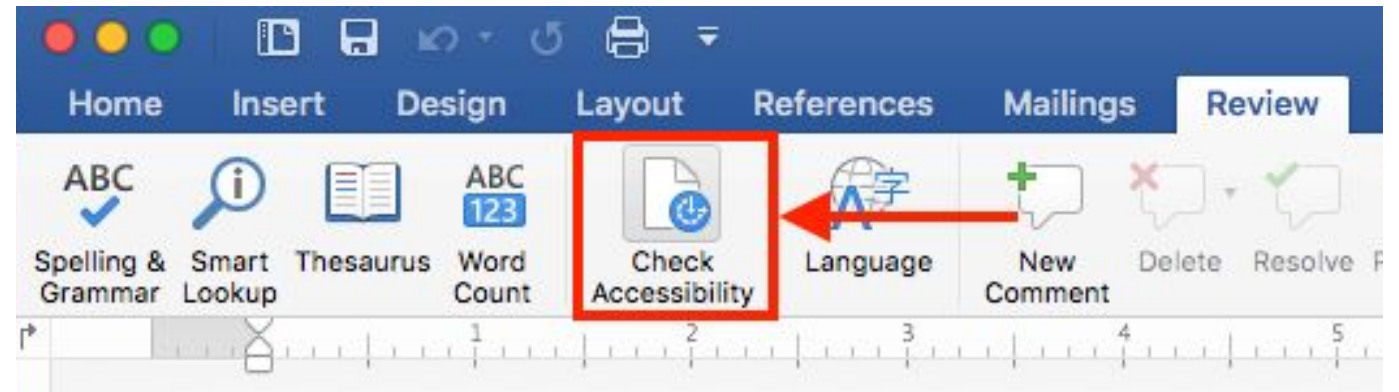 Home Insert Design Layout References Mailings Review
ABC
ABC
123
字
Spelling & Grammar
Smart Lookup
Thesaurus
Word Count
Check Accessibility
Language
New Comment
Delete
Resolve
1 2 3 4 5